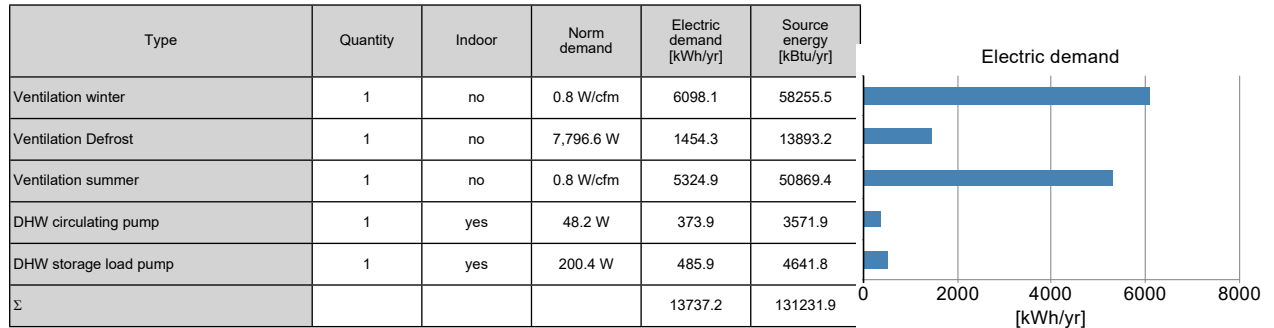 Type Quantity Indoor Norm demand Electric demand [kWh/yr] Source energy [kBtu/yr]
Ventilation winter 1 no 0.8 W/cfm 6098.1 58255.5
Ventilation Defrost 1 no 7,796.6 W 1454.3 13893.2
Ventilation summer 1 no 0.8 W/cfm 5324.9 50869.4
DHW circulating pump 1 yes 48.2 W 373.9 3571.9
DHW storage load pump 1 yes 200.4 W 485.9 4641.8
Σ 13737.2 131231.9
Electric demand
0 2000 4000 6000 8000
[kWh/yr]